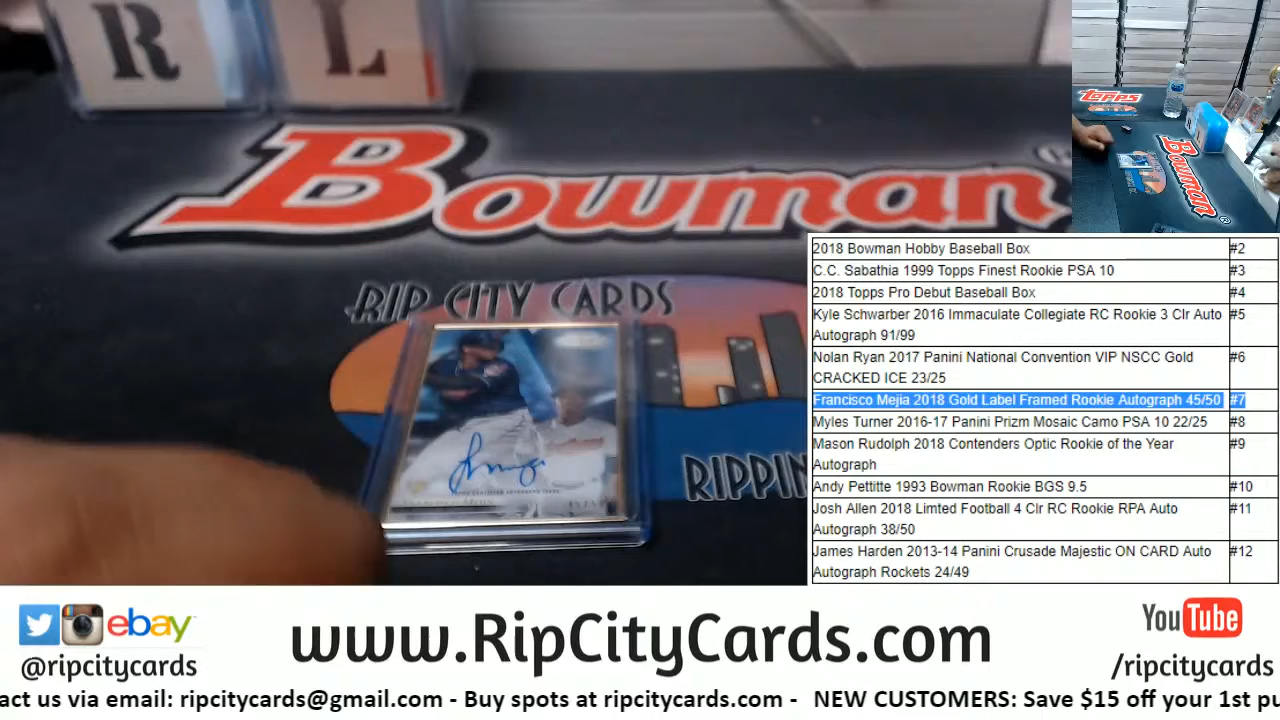 R L
Bowman
RIP CITY CARDS
RIPPIN
Topps
Bowman
2018 Bowman Hobby Baseball Box #2
C.C. Sabathia 1999 Topps Finest Rookie PSA 10 #3
2018 Topps Pro Debut Baseball Box #4
Kyle Schwarber 2016 Immaculate Collegiate RC Rookie 3 Clr Auto #5
Autograph 91/99
Nolan Ryan 2017 Panini National Convention VIP NSCC Gold #6
CRACKED ICE 23/25
Francisco Mejia 2018 Gold Label Framed Rookie Autograph 45/50 #7
Myles Turner 2016-17 Panini Prizm Mosaic Camo PSA 10 22/25 #8
Mason Rudolph 2018 Contenders Optic Rookie of the Year #9
Autograph
Andy Pettitte 1993 Bowman Rookie BGS 9.5 #10
Josh Allen 2018 Limted Football 4 Clr RC Rookie RPA Auto #11
Autograph 38/50
James Harden 2013-14 Panini Crusade Majestic ON CARD Auto #12
Autograph Rockets 24/49
ebay
@ripcitycards
www.RipCityCards.com
YouTube
/ripcitycards
act us via email: ripcitycards@gmail.com - Buy spots at ripcitycards.com - NEW CUSTOMERS: Save $15 off your 1st pu